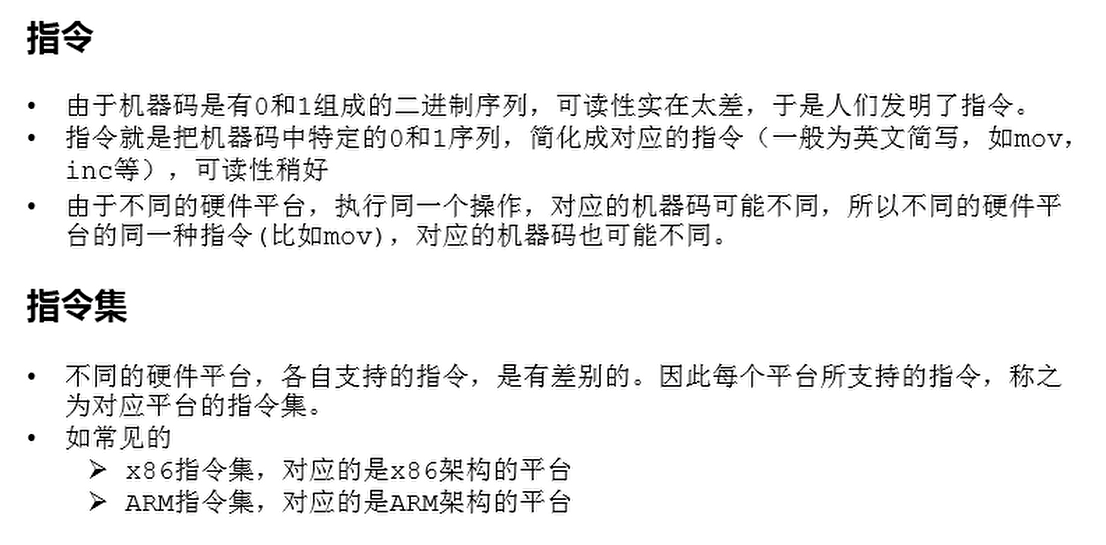 指令
• 由于机器码是有0和1组成的二进制序列，可读性实在太差，于是人们发明了指令。
• 指令就是把机器码中特定的0和1序列，简化成对应的指令（一般为英文简写，如mov，
inc等），可读性稍好
• 由于不同的硬件平台，执行同一个操作，对应的机器码可能不同，所以不同的硬件平
台的同一种指令(比如mov)，对应的机器码也可能不同。
指令集
• 不同的硬件平台，各自支持的指令，是有差别的。因此每个平台所支持的指令，称之
为对应平台的指令集。
• 如常见的
➢ x86指令集，对应的是x86架构的平台
➢ ARM指令集，对应的是ARM架构的平台